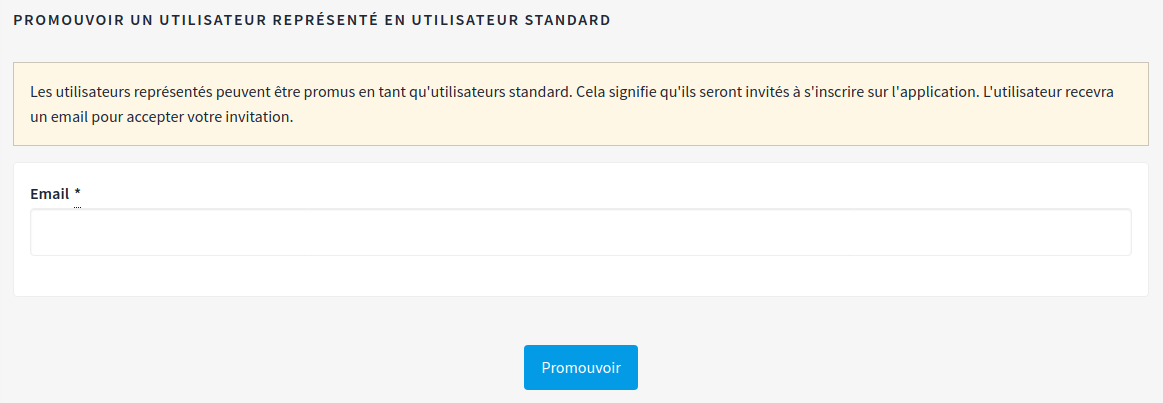 PROMOUVOIR UN UTILISATEUR REPRÉSENTÉ EN UTILISATEUR STANDARD
Les utilisateurs représentés peuvent être promus en tant qu'utilisateurs standard. Cela signifie qu'ils seront invités à s'inscrire sur l'application. L'utilisateur recevra
un email pour accepter votre invitation.
Email *
Promouvoir